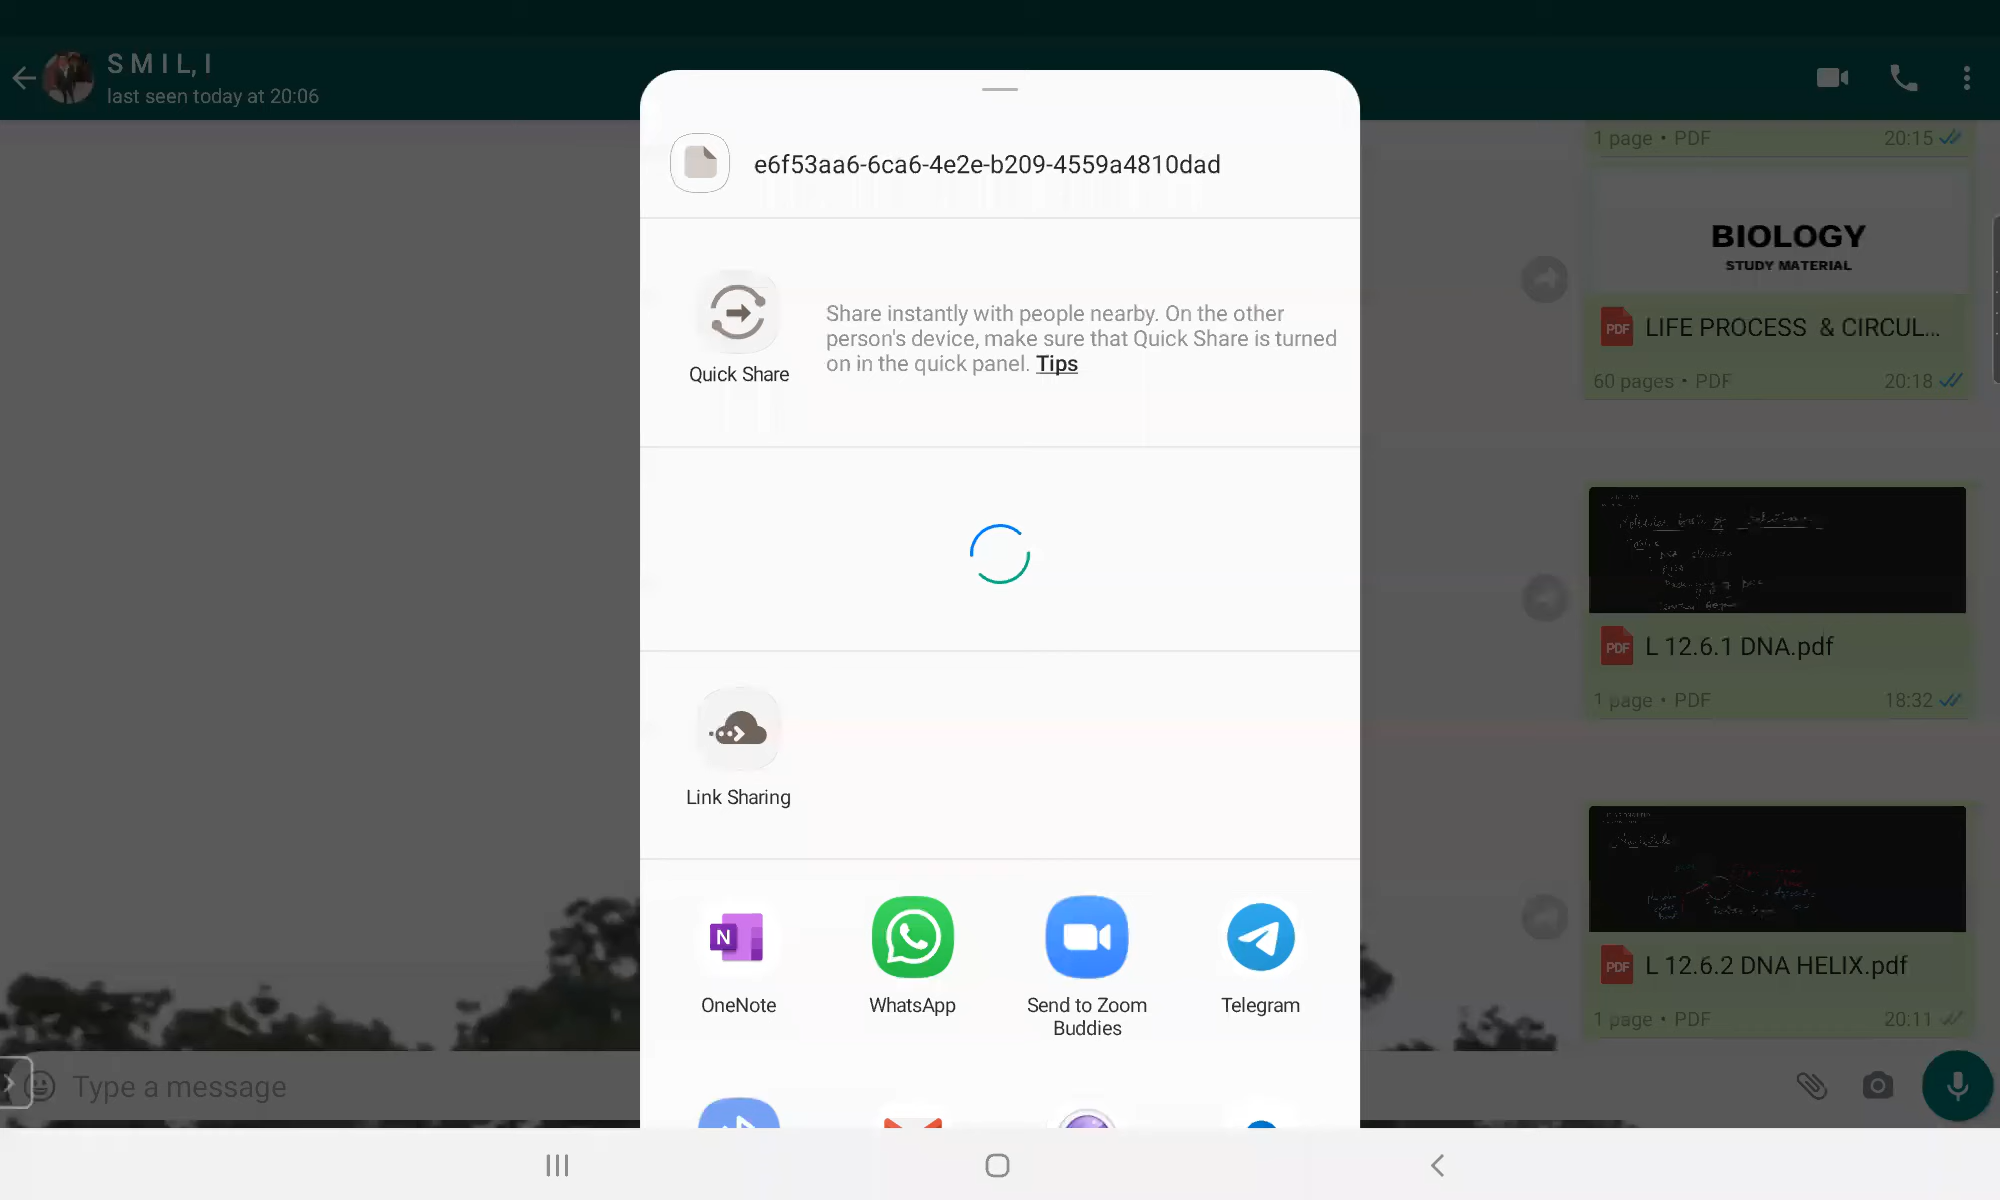 S M I L, I
last seen today at 20:06
e6f53aa6-6ca6-4e2e-b209-4559a4810dad
Quick Share
Share instantly with people nearby. On the other
person's device, make sure that Quick Share is turned
on in the quick panel. Tips
Link Sharing
OneNote
WhatsApp
Send to Zoom
Buddies
Telegram
1 page • PDF
20:15
BIOLOGY
STUDY MATERIAL
PDF
LIFE PROCESS & CIRCUL...
60 pages • PDF
20:18
PDF
L 12.6.1 DNA.pdf
1 page • PDF
18:32
PDF
L 12.6.2 DNA HELIX.pdf
1 page • PDF
20:11
Type a message